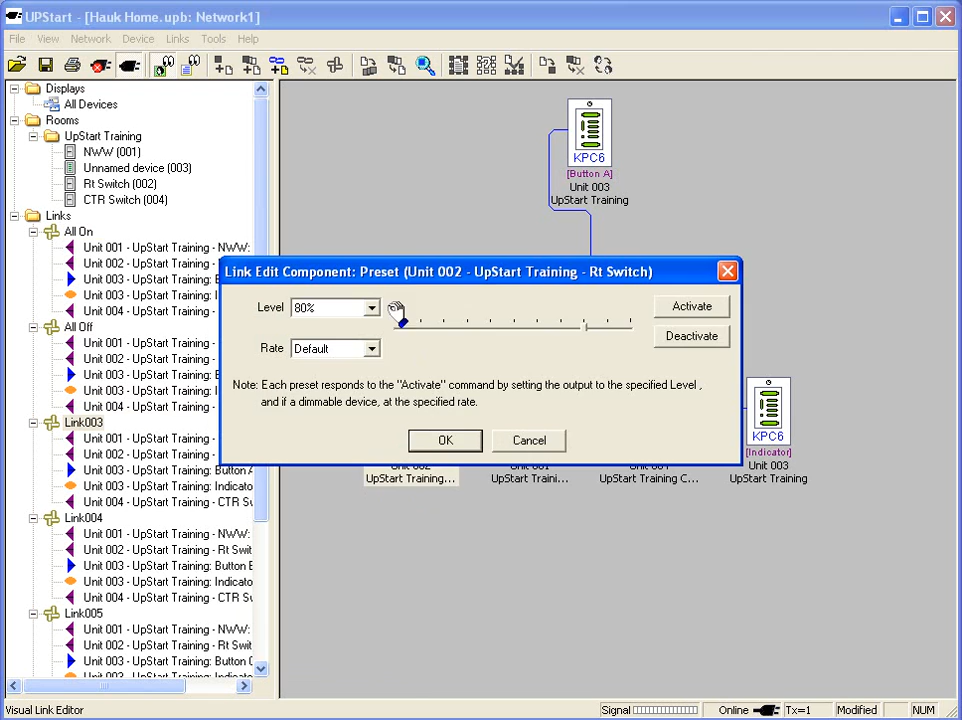 UPStart - [Hauk Home.upb: Network1]
File View Network Device Links Tools Help
Displays
All Devices
Rooms
UpStart Training
NWW (001)
Unnamed device (003)
Rt Switch (002)
CTR Switch (004)
Links
All On
Unit 001 - UpStart Training - NWW:
Unit 002 - UpStart Training -
Unit 003 - UpStart Training: B
Unit 003 - UpStart Training: I
Unit 004 - UpStart Training -
All Off
Unit 001 - UpStart Training -
Unit 002 - UpStart Training -
Unit 003 - UpStart Training: B
Unit 003 - UpStart Training: I
Unit 004 - UpStart Training -
Link003
Unit 001 - UpStart Training -
Unit 002 - UpStart Training -
Unit 003 - UpStart Training: Button A
Unit 003 - UpStart Training: Indicato
Unit 004 - UpStart Training - CTR Sv
Link004
Unit 001 - UpStart Training - NWW:
Unit 002 - UpStart Training - Rt Swit
Unit 003 - UpStart Training: Button B
Unit 003 - UpStart Training: Indicato
Unit 004 - UpStart Training - CTR Sv
Link005
Unit 001 - UpStart Training - NWW:
Unit 002 - UpStart Training - Rt Swit
Unit 003 - UpStart Training: Button C
KPC6
[Button A]
Unit 003
UpStart Training
Link Edit Component: Preset (Unit 002 - UpStart Training - Rt Switch)
Level 80%
Activate
Deactivate
Rate Default
Note: Each preset responds to the "Activate" command by setting the output to the specified Level ,
and if a dimmable device, at the specified rate.
OK Cancel
KPC6
[Indicator]
Unit 003
UpStart Training
UpStart Training...
UpStart Traini...
UpStart Training C...
Visual Link Editor
Signal
Online
Tx=1
Modified
NUM